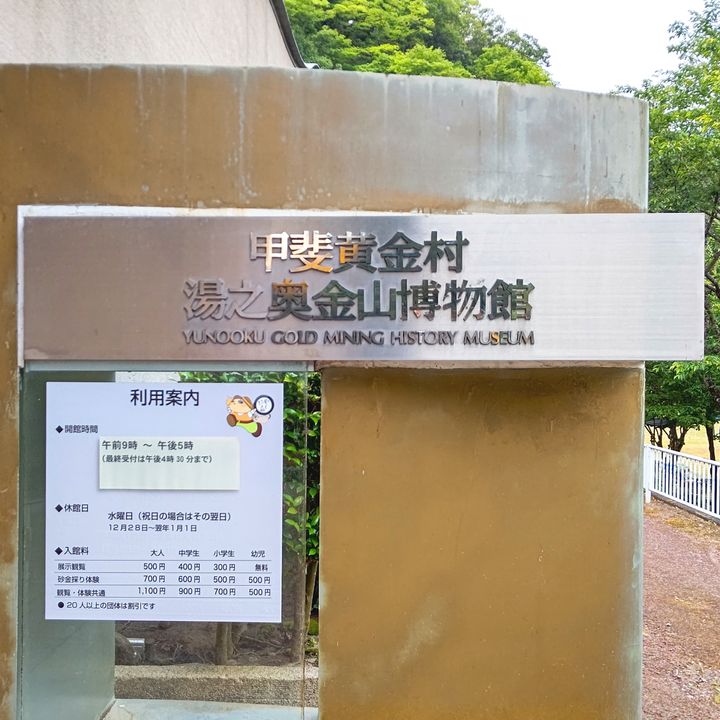 甲斐黄金村
湯之奥金山博物館
YUNOOKU GOLD MINING HISTORY MUSEUM
利用案内
◆開館時間
午前9時 ～ 午後5時
（最終受付は午後4時30分まで）
◆休館日
水曜日（祝日の場合はその翌日）
12月28日～翌年1月1日
◆入館料 大人 中学生 小学生 幼児
展示観覧 500円 400円 300円 無料
砂金採り体験 700円 600円 500円 500円
観覧・体験共通 1,100円 900円 700円 500円
● 20人以上の団体は割引です